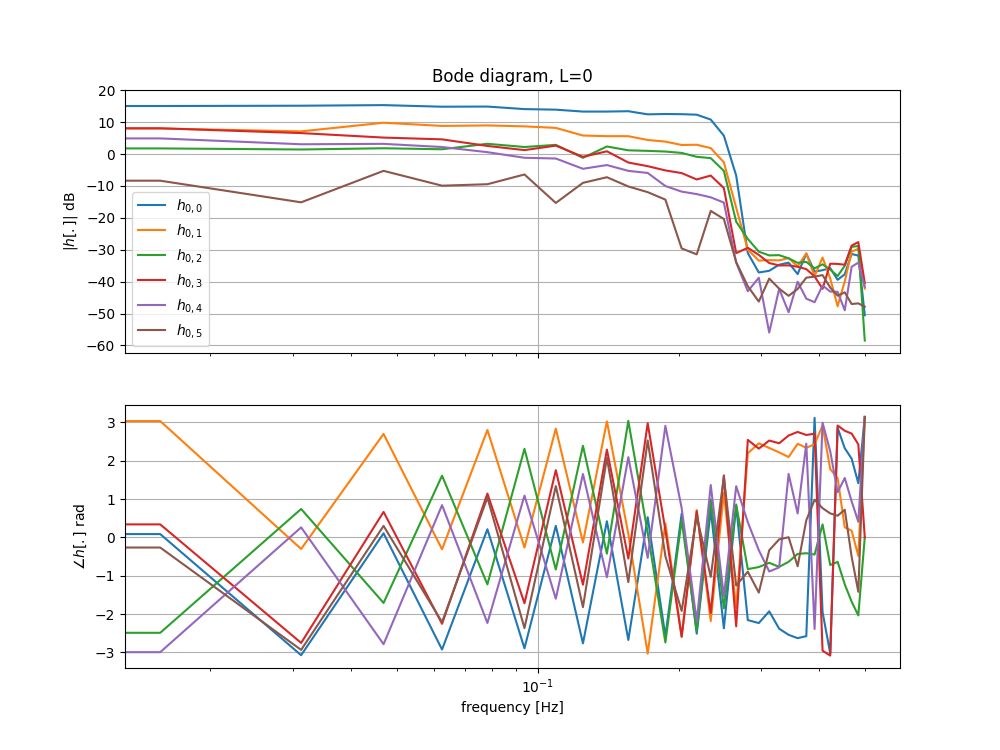 Bode diagram, L=0
20
10
0
−10
−20
−30
−40
−50
−60
|h[.]| dB
h0,0
h0,1
h0,2
h0,3
h0,4
h0,5
3
2
1
0
−1
−2
−3
∠h[.] rad
10−1
frequency [Hz]